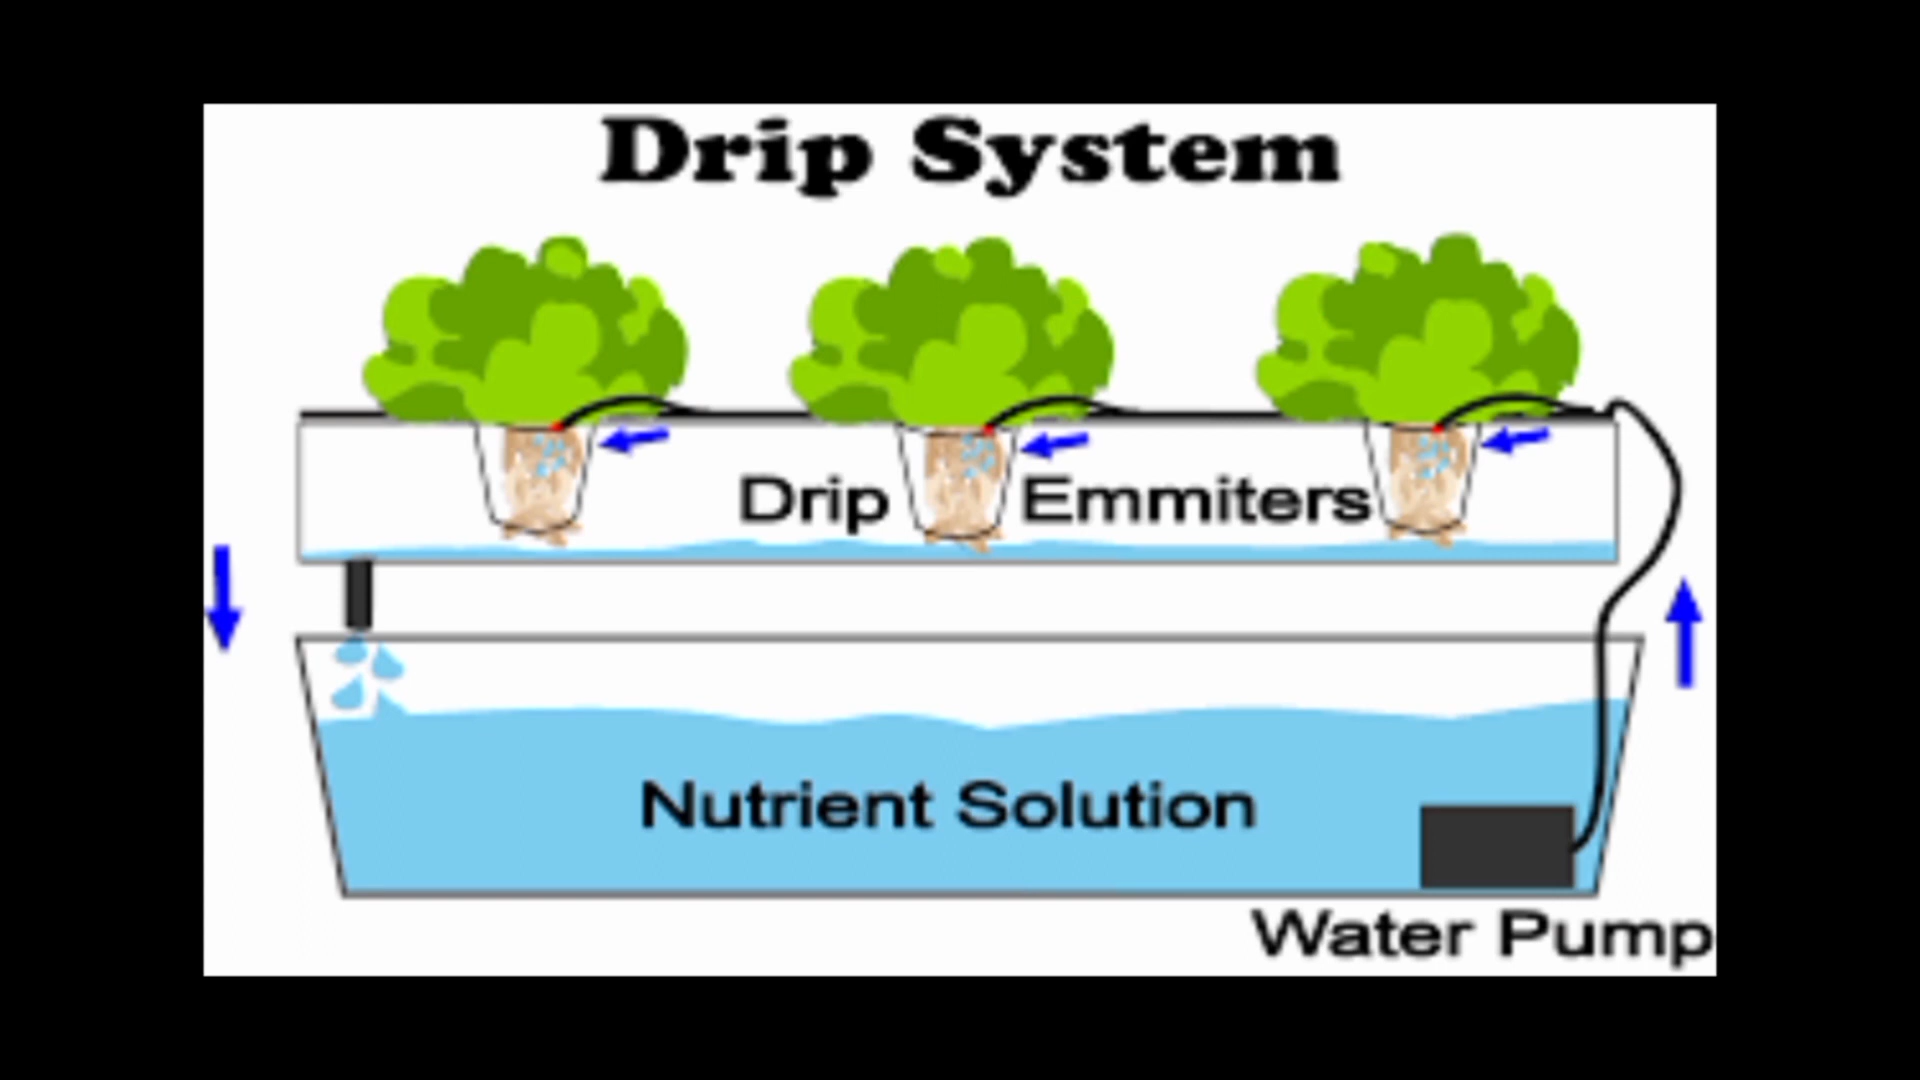 Drip System
Drip Emmiters
Nutrient Solution
Water Pump